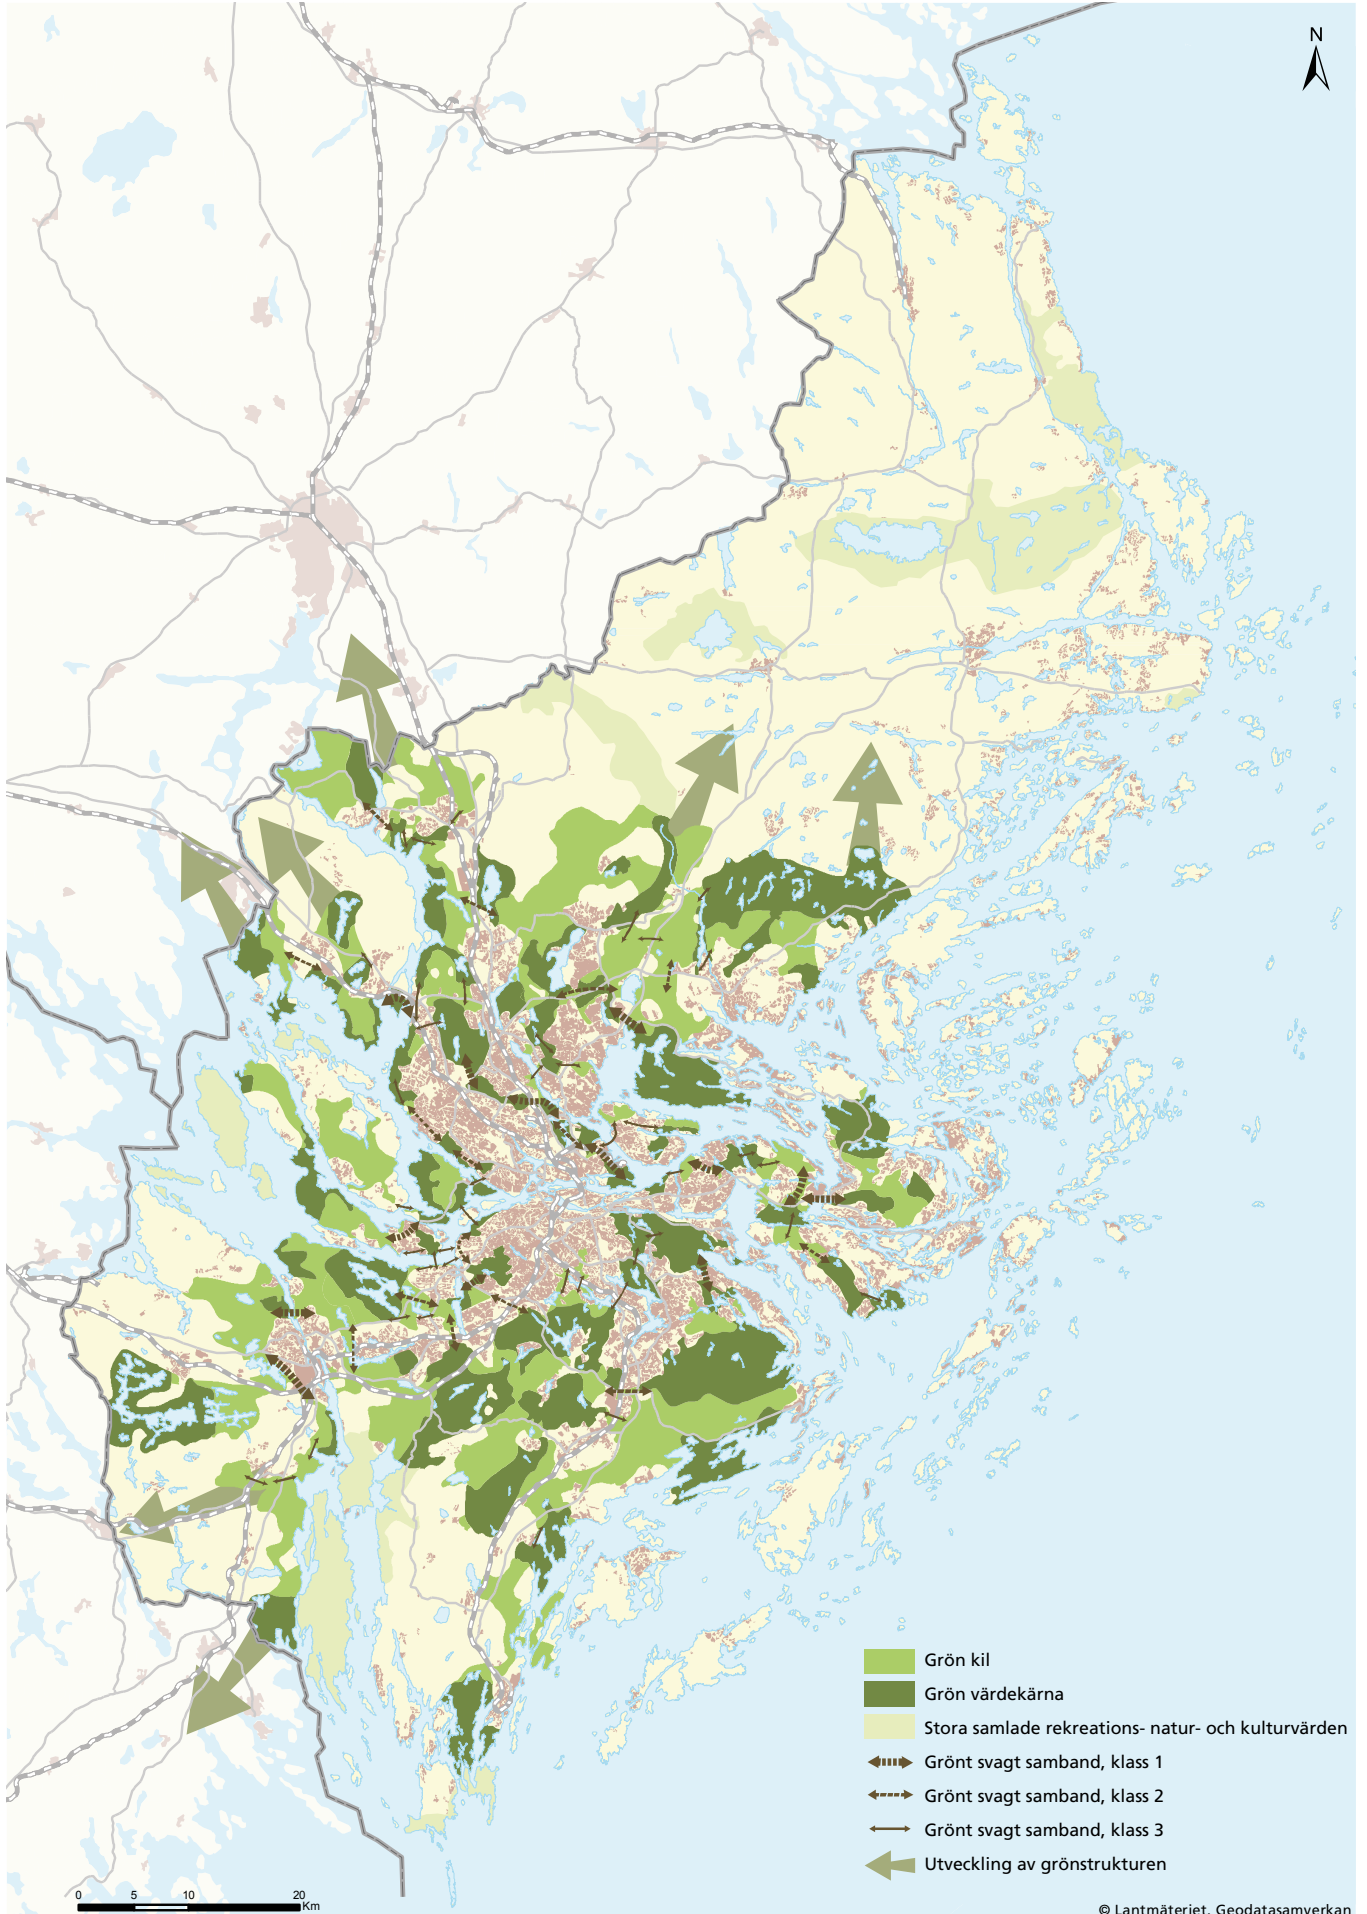 N
Grön kil
Grön värdekärna
Stora samlade rekreations- natur- och kulturvärden
Grönt svagt samband, klass 1
Grönt svagt samband, klass 2
Grönt svagt samband, klass 3
Utveckling av grönstrukturen
0 5 10 20
Km
© Lantmäteriet, Geodatasamverkan